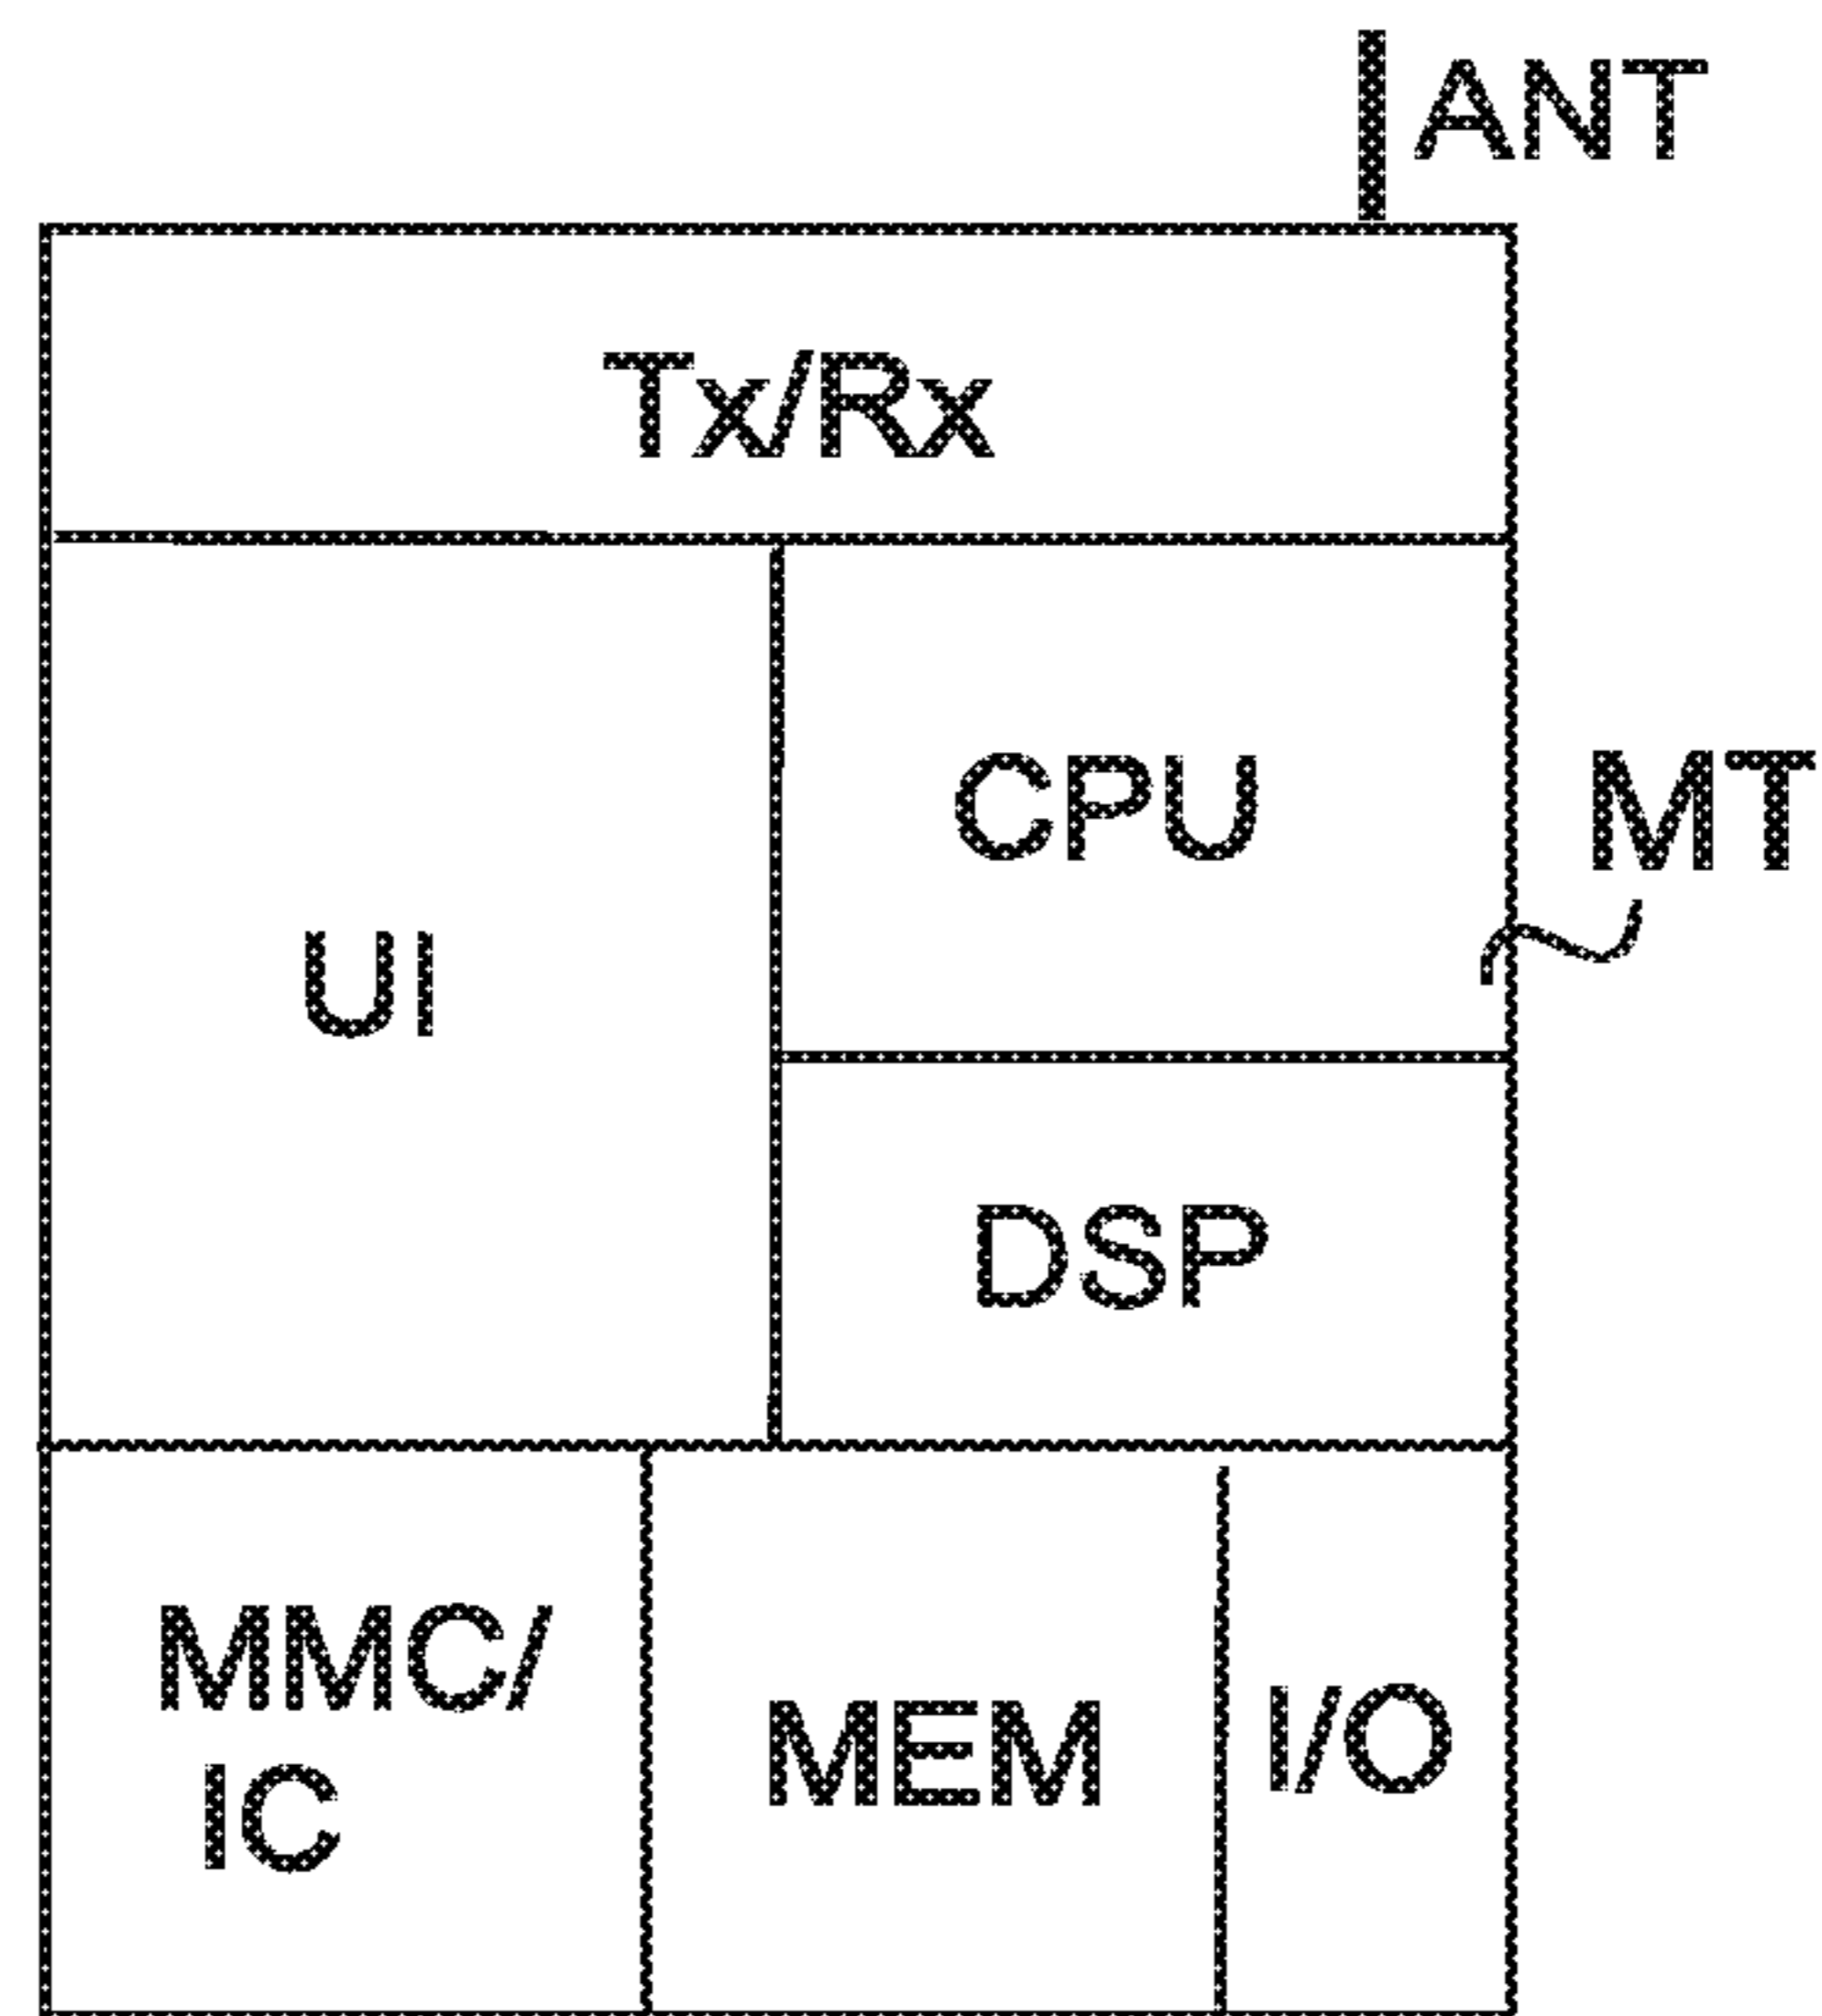 ANT
Tx/Rx
CPU
MT
UI
DSP
MMC/
IC
MEM
I/O